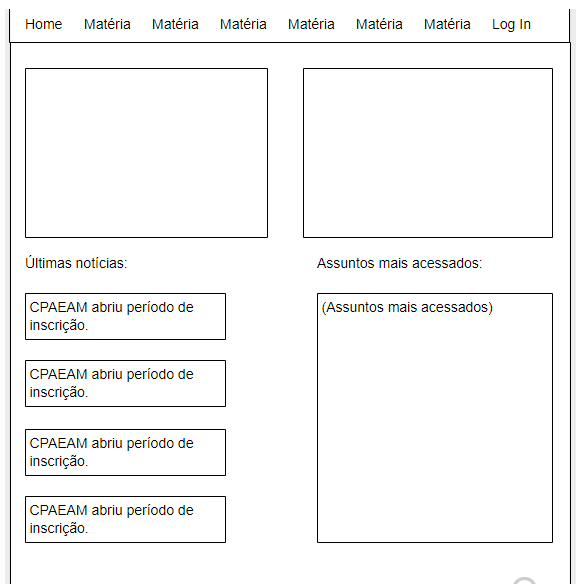 Home Matéria Matéria Matéria Matéria Matéria Matéria Log In
Últimas notícias:
CPAEAM abriu período de
inscrição.
CPAEAM abriu período de
inscrição.
CPAEAM abriu período de
inscrição.
CPAEAM abriu período de
inscrição.
Assuntos mais acessados:
(Assuntos mais acessados)